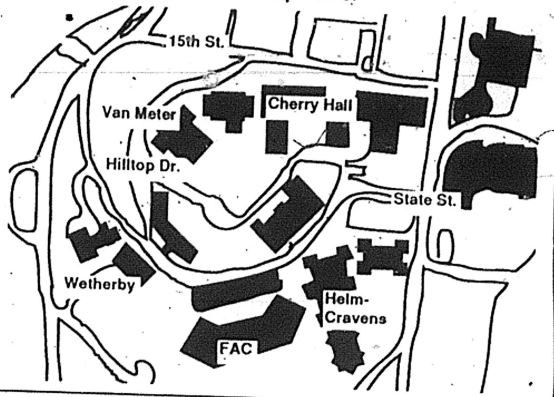 15th St.
Van Meter
Cherry Hall
Hilltop Dr.
State St.
Wetherby
Helm-
Cravens
FAC